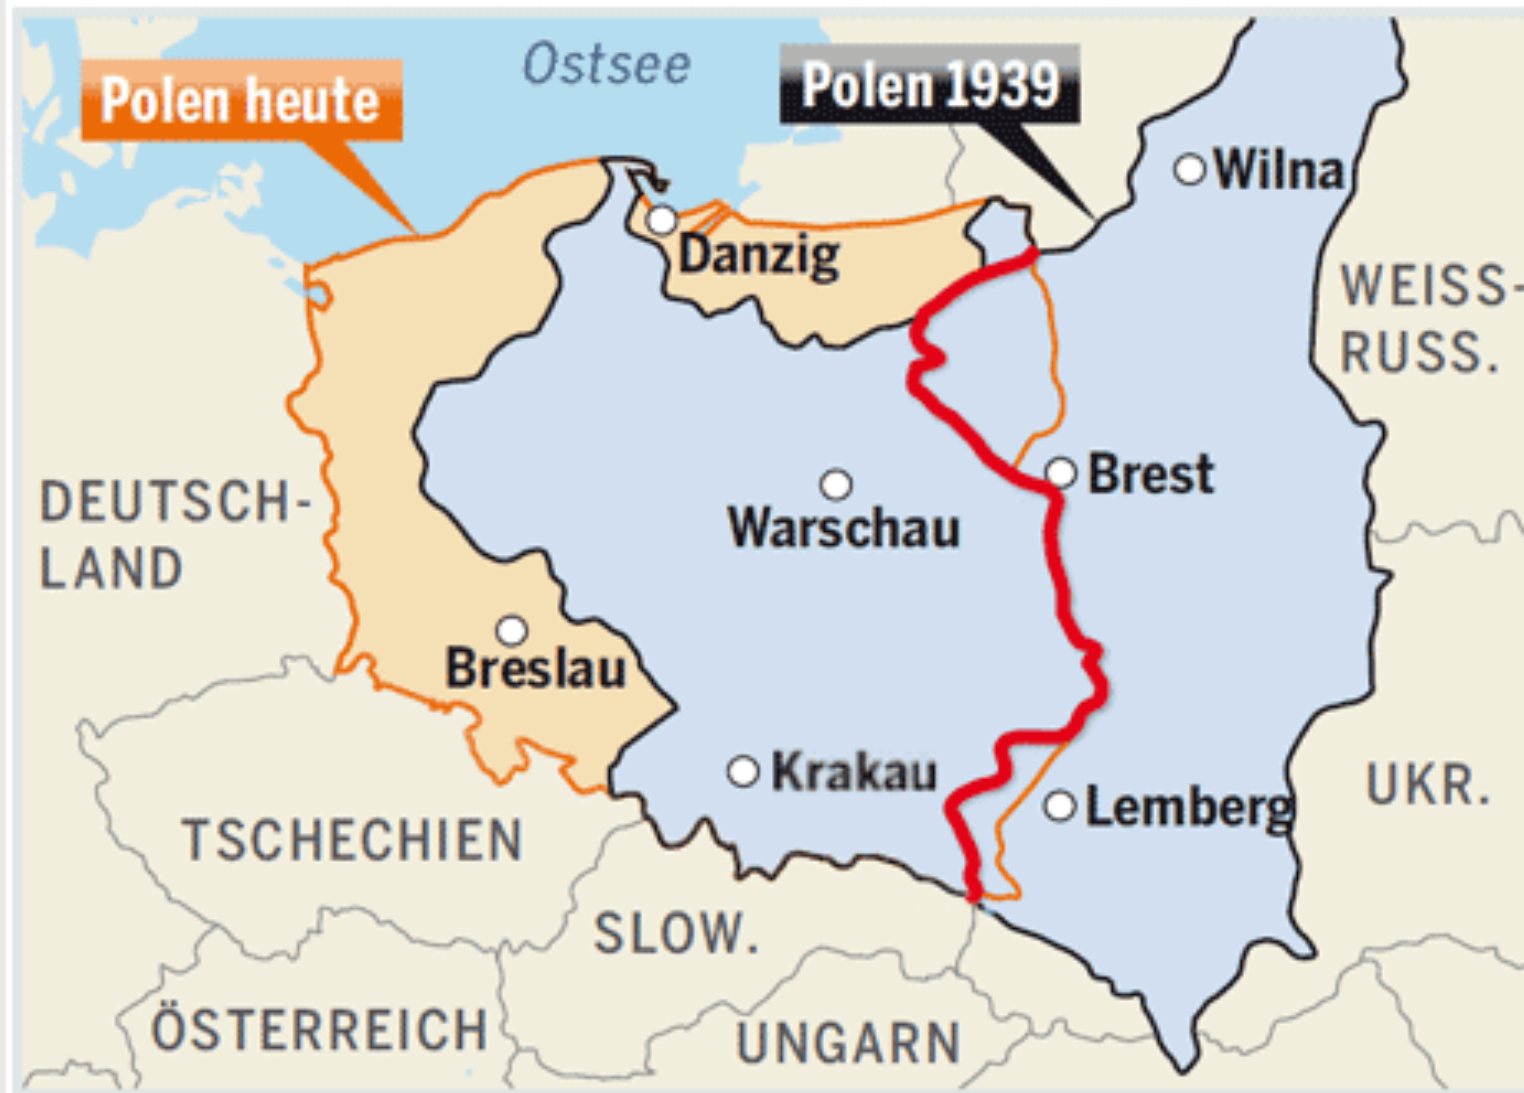 Ostsee
Polen heute
Polen 1939
Wilna
Danzig
WEISS-
RUSS.
DEUTSCH-
LAND
Brest
Warschau
Breslau
Krakau
Lemberg
UKR.
TSCHECHIEN
SLOW.
ÖSTERREICH
UNGARN